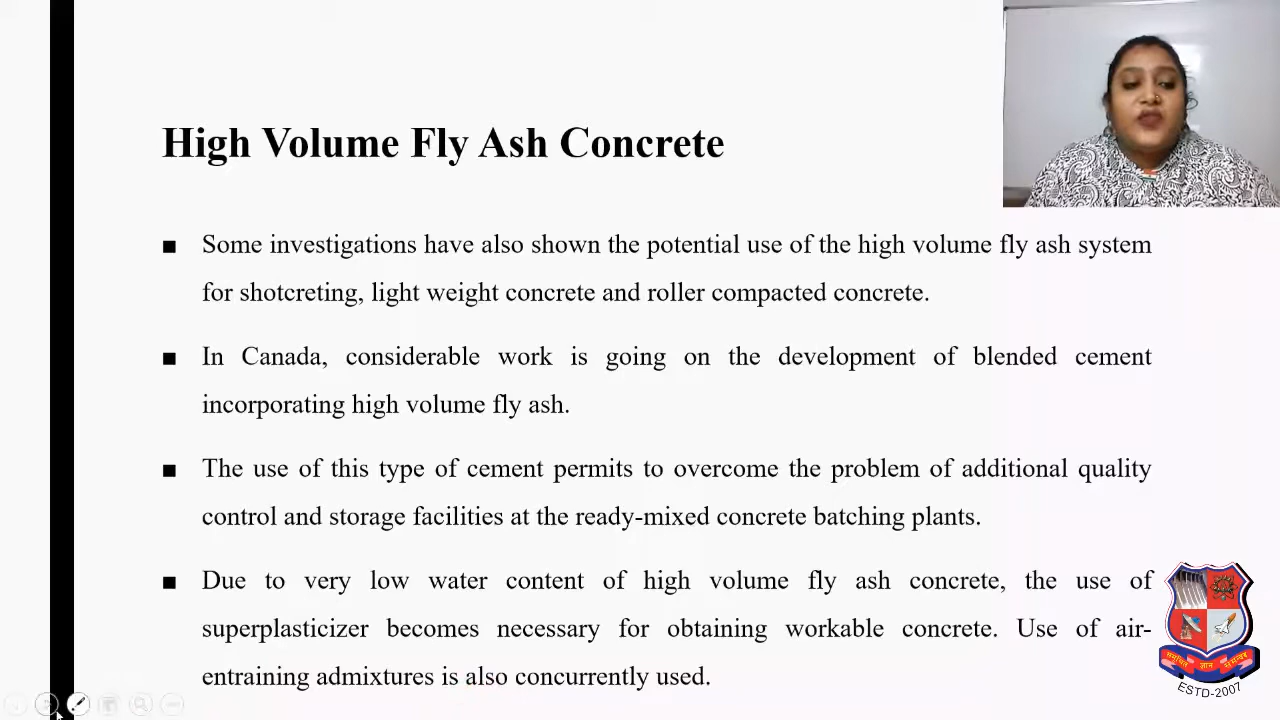 High Volume Fly Ash Concrete
■ Some investigations have also shown the potential use of the high volume fly ash system
for shotcreting, light weight concrete and roller compacted concrete.
■ In Canada, considerable work is going on the development of blended cement
incorporating high volume fly ash.
■ The use of this type of cement permits to overcome the problem of additional quality
control and storage facilities at the ready-mixed concrete batching plants.
■ Due to very low water content of high volume fly ash concrete, the use of
superplasticizer becomes necessary for obtaining workable concrete. Use of air-
entraining admixtures is also concurrently used.
ज्ञान
ESTD-2007